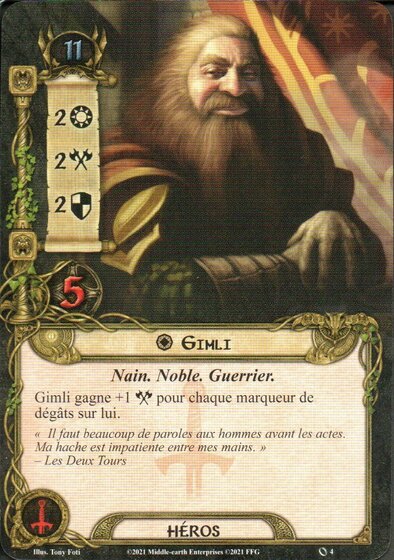 11
2
2
2
5
GIMLI
Nain. Noble. Guerrier.
Gimli gagne +1 pour chaque marqueur de
dégâts sur lui.
« Il faut beaucoup de paroles aux hommes avant les actes.
Ma hache est impatiente entre mes mains. »
– Les Deux Tours
HÉROS
Illus. Tony Foti
©2021 Middle-earth Enterprises ©2021 FFG
4